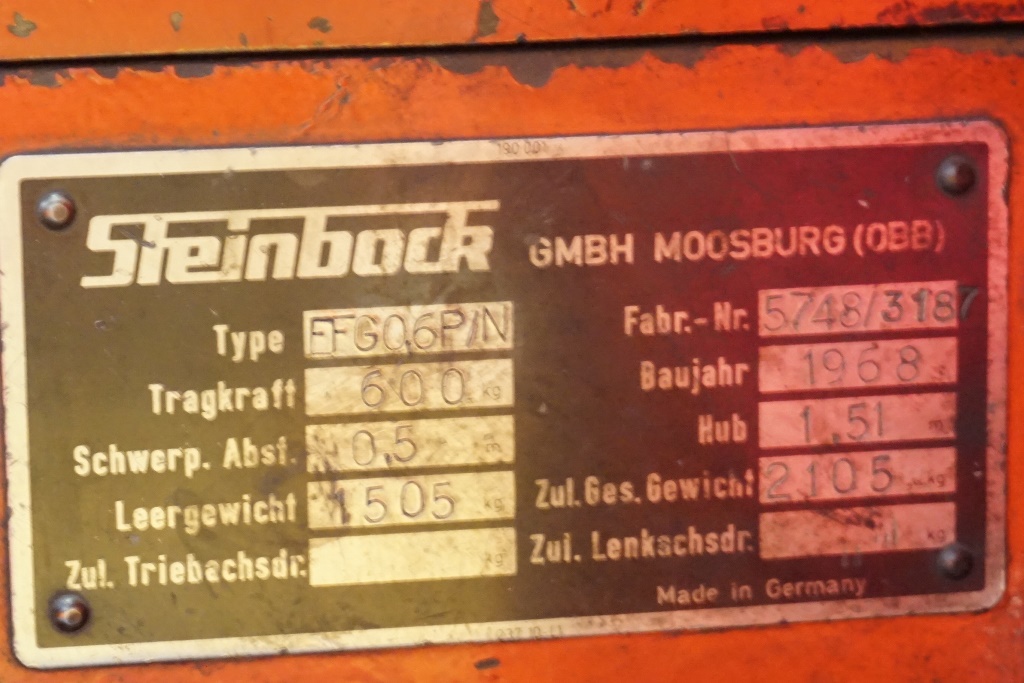 190 001
Steinbock GMBH MOOSBURG (OBB)
Type EFG0,6P/N
Fabr.-Nr. 5748/3187
Tragkraft 600 kg
Baujahr 1968
Schwerp. Abst. 0.5 m
Hub 1.51 m
Leergewicht 1505 kg
Zul. Ges. Gewicht 2105 kg
Zul. Triebachsdr. kg
Zul. Lenkachsdr.
Made in Germany